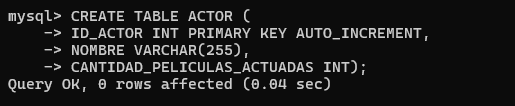 mysql> CREATE TABLE ACTOR (
    -> ID_ACTOR INT PRIMARY KEY AUTO_INCREMENT,
    -> NOMBRE VARCHAR(255),
    -> CANTIDAD_PELICULAS_ACTUADAS INT);
Query OK, 0 rows affected (0.04 sec)